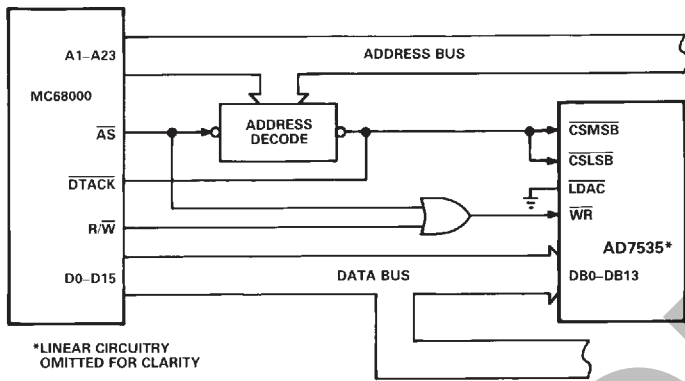 A1–A23
ADDRESS BUS
MC68000
AS
ADDRESS
DECODE
CSMSB
CSLSB
DTACK
LDAC
R/W
WR
AD7535*
D0–D15
DATA BUS
DB0–DB13
*LINEAR CIRCUITRY
OMITTED FOR CLARITY